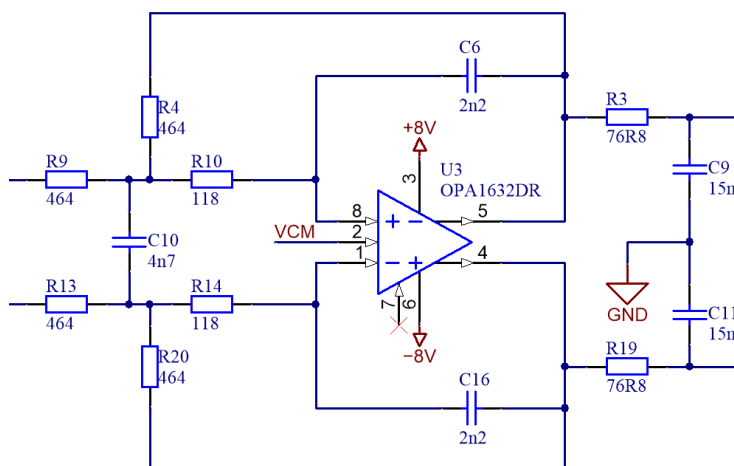 C6
2n2
R4
464
R3
76R8
+8V
R9
464
R10
118
U3
OPA1632DR
3
C9
15n
8
5
VCM
2
C10
4n7
1
4
R13
464
R14
118
7
6
GND
C11
15n
−8V
R20
464
R19
76R8
C16
2n2